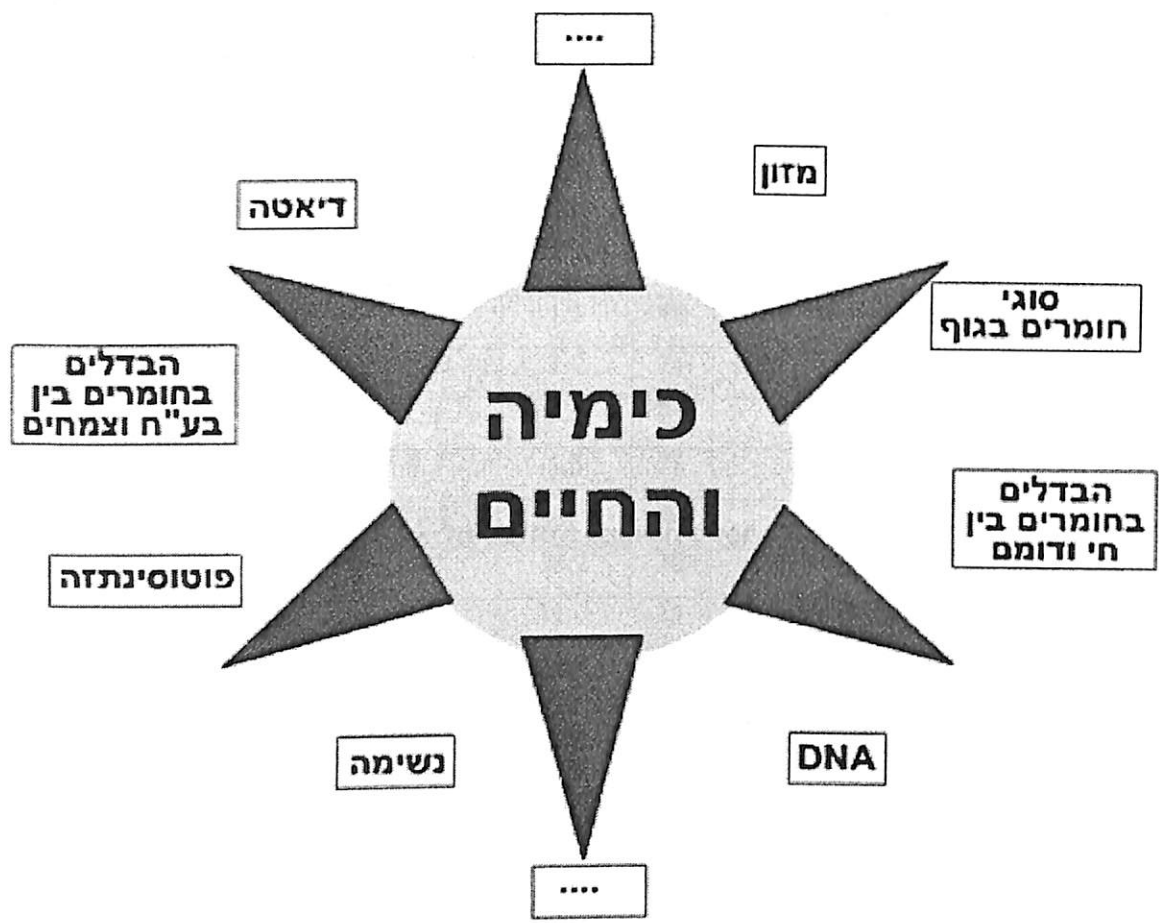 ....
מזון
דיאטה
סוגי
חומרים בגוף
הבדלים
בחומרים בין
בע"ח וצמחים
כימיה
והחיים
הבדלים
בחומרים בין
חי ודומם
פוטוסינתזה
נשימה
DNA
....